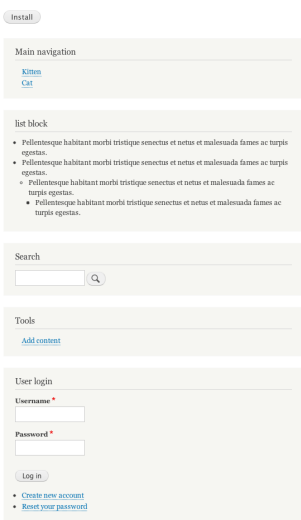 Install
Main navigation
Kitten
Cat
list block
Pellentesque habitant morbi tristique senectus et netus et malesuada fames ac turpis
egestas.
Pellentesque habitant morbi tristique senectus et netus et malesuada fames ac turpis
egestas.
Pellentesque habitant morbi tristique senectus et netus et malesuada fames ac
turpis egestas.
Pellentesque habitant morbi tristique senectus et netus et malesuada fames ac
turpis egestas.
Search
Tools
Add content
User login
Username *
Password *
Log in
Create new account
Reset your password